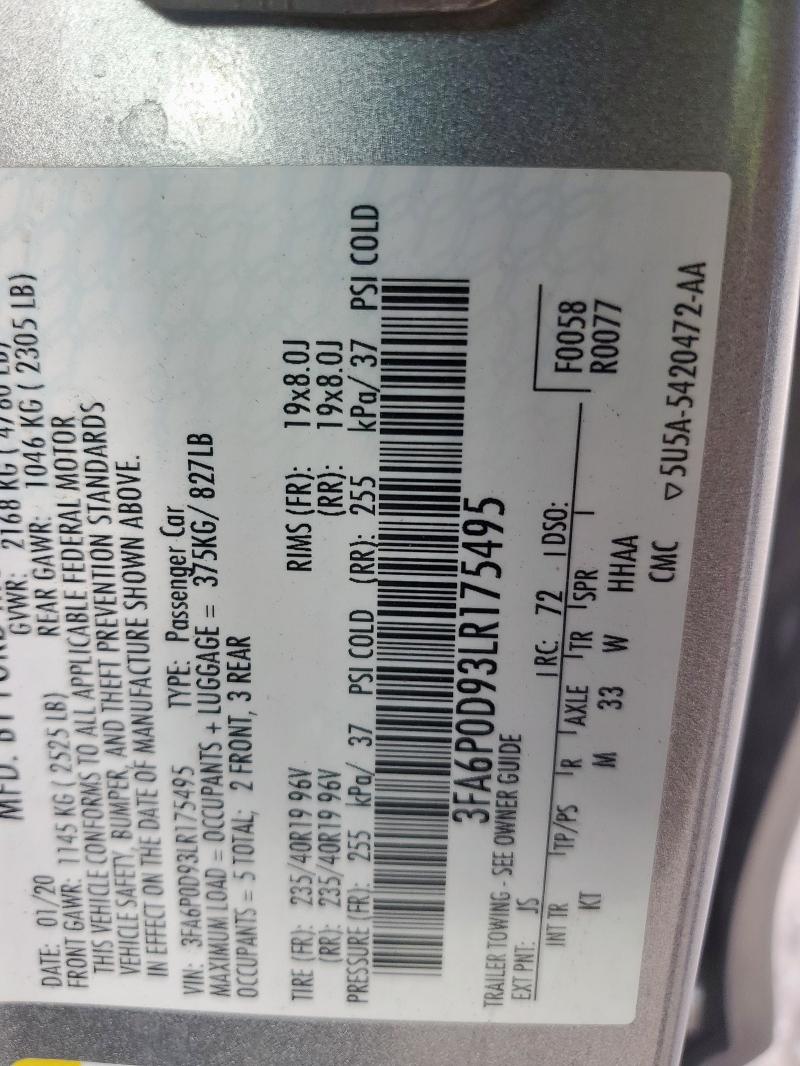 MFD. BY FORD
DATE: 01/20 GVWR: 2168 KG ( 4780 LB)
FRONT GAWR: 1145 KG ( 2525 LB) REAR GAWR: 1046 KG ( 2305 LB)
THIS VEHICLE CONFORMS TO ALL APPLICABLE FEDERAL MOTOR
VEHICLE SAFETY, BUMPER, AND THEFT PREVENTION STANDARDS
IN EFFECT ON THE DATE OF MANUFACTURE SHOWN ABOVE.
VIN: 3FA6P0D93LR175495 TYPE: Passenger Car
MAXIMUM LOAD = OCCUPANTS + LUGGAGE = 375KG/ 827LB
OCCUPANTS = 5 TOTAL; 2 FRONT, 3 REAR
TIRE (FR): 235/40R19 96V RIMS (FR): 19x8.0J
(RR): 235/40R19 96V (RR): 19x8.0J
PRESSURE (FR): 255 kPa/ 37 PSI COLD (RR): 255 kPa/ 37 PSI COLD
3FA6P0D93LR175495
TRAILER TOWING - SEE OWNER GUIDE
EXT PNT: JS RC: 72 DSO: F0058
INT TR TP/PS R AXLE TR SPR R0077
KT M 33 W HHAA
CMC ▽5U5A-5420472-AA